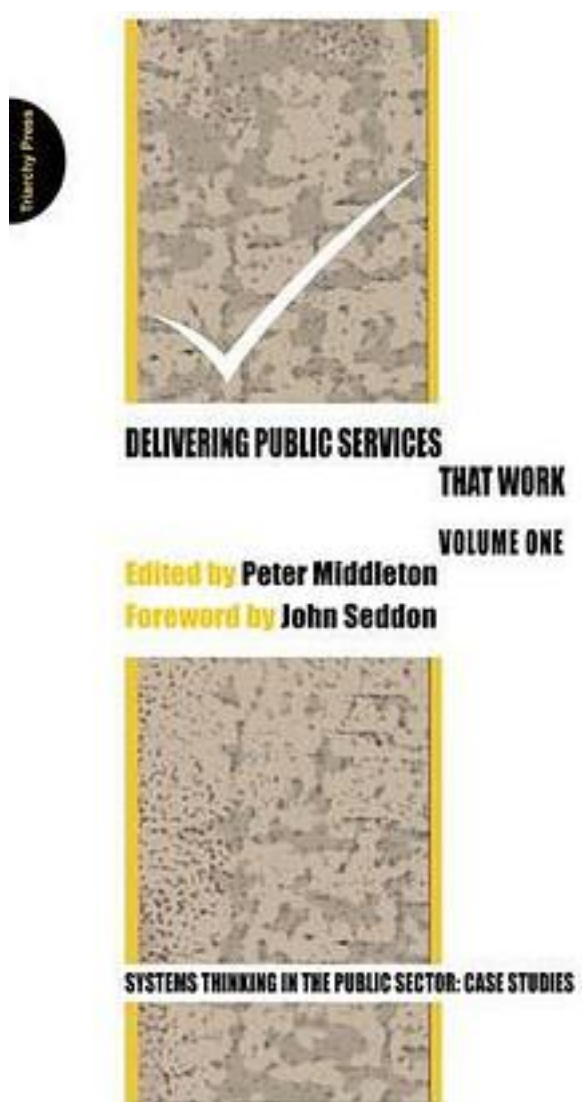 Triarchy Press
DELIVERING PUBLIC SERVICES
THAT WORK
VOLUME ONE
Edited by Peter Middleton
Foreword by John Seddon
SYSTEMS THINKING IN THE PUBLIC SECTOR: CASE STUDIES